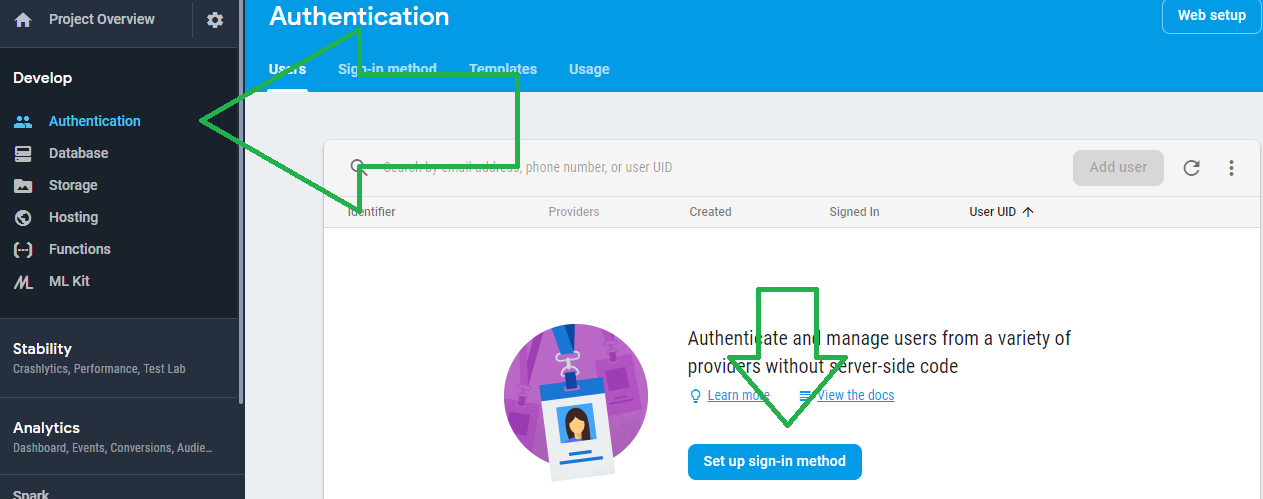 Project Overview
Develop
Authentication
Database
Storage
Hosting
Functions
ML Kit
Stability
Crashlytics, Performance, Test Lab
Analytics
Dashboard, Events, Conversions, Audie...
Spark
Authentication
Web setup
Users Sign-in method Templates Usage
Search by email address, phone number, or user UID Add user
Identifier Providers Created Signed In User UID
Authenticate and manage users from a variety of
providers without server-side code
Learn more View the docs
Set up sign-in method